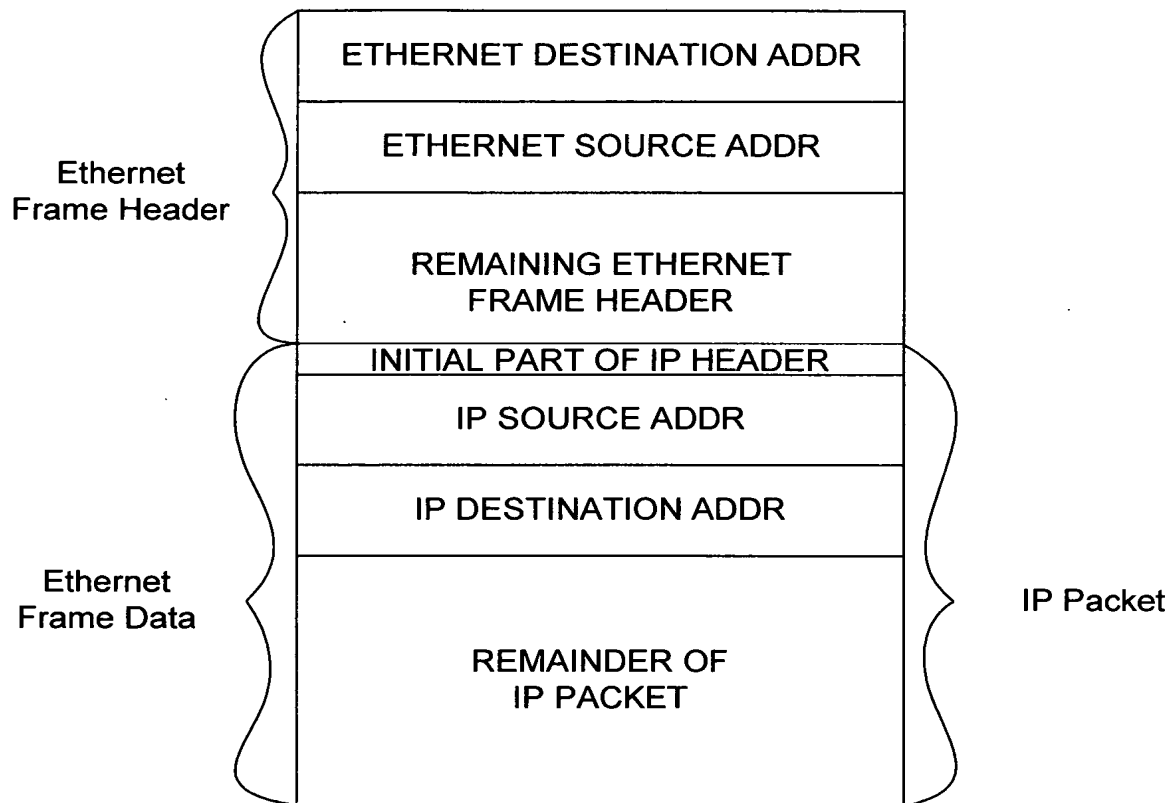 ETHERNET DESTINATION ADDR
ETHERNET SOURCE ADDR
Ethernet
Frame Header
REMAINING ETHERNET
FRAME HEADER
INITIAL PART OF IP HEADER
IP SOURCE ADDR
IP DESTINATION ADDR
Ethernet
Frame Data
IP Packet
REMAINDER OF
IP PACKET